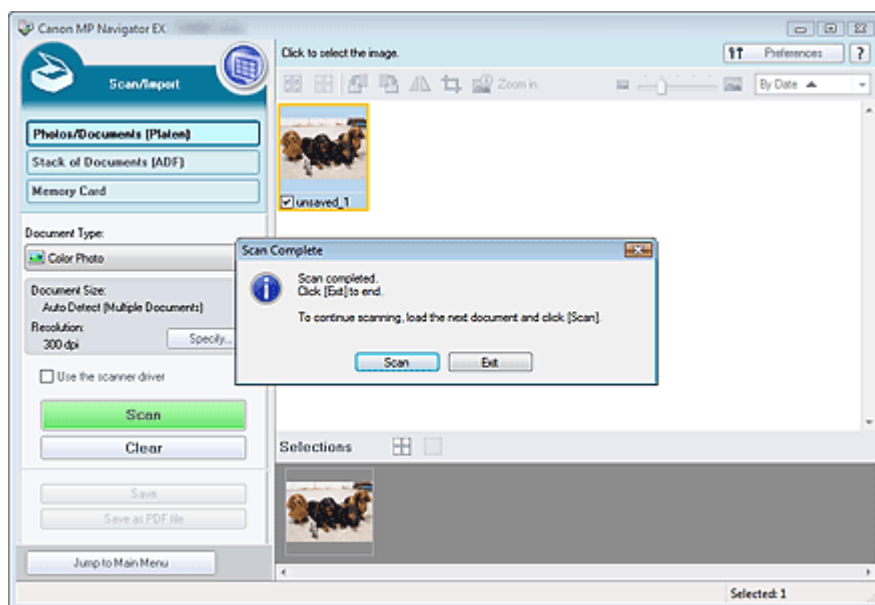 Canon MP Navigator EX
Scan/Import
Click to select the image.
Preferences
?
Zoom in
By Date
Photos/Documents (Platen)
Stack of Documents (ADF)
Memory Card
unsaved_1
Document Type:
Color Photo
Document Size:
Auto Detect (Multiple Documents)
Resolution:
300 dpi
Specify...
Use the scanner driver
Scan
Clear
Save
Save as PDF file
Jump to Main Menu
Scan Complete
Scan completed.
Click [Exit] to end.
To continue scanning, load the next document and click [Scan].
Scan
Exit
Selections
Selected: 1